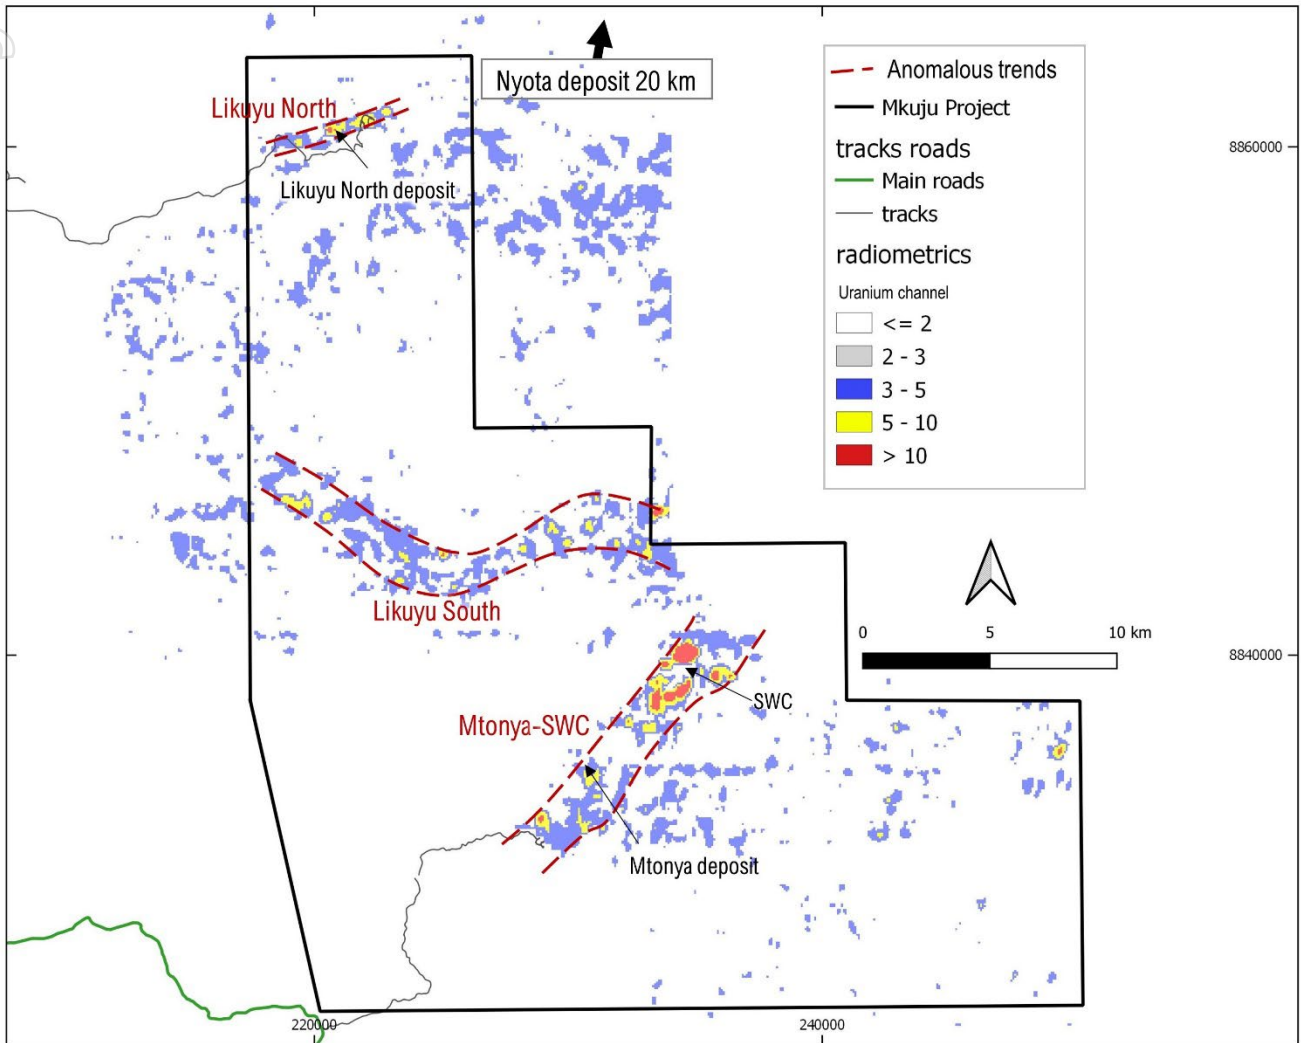 Nyota deposit 20 km
Likuyu North
Likuyu North deposit
Anomalous trends
Mkuju Project
tracks roads
Main roads
tracks
radiometrics
Uranium channel
<= 2
2 - 3
3 - 5
5 - 10
> 10
8860000
Likuyu South
0 5 10 km
8840000
SWC
Mtonya-SWC
Mtonya deposit
220000
240000